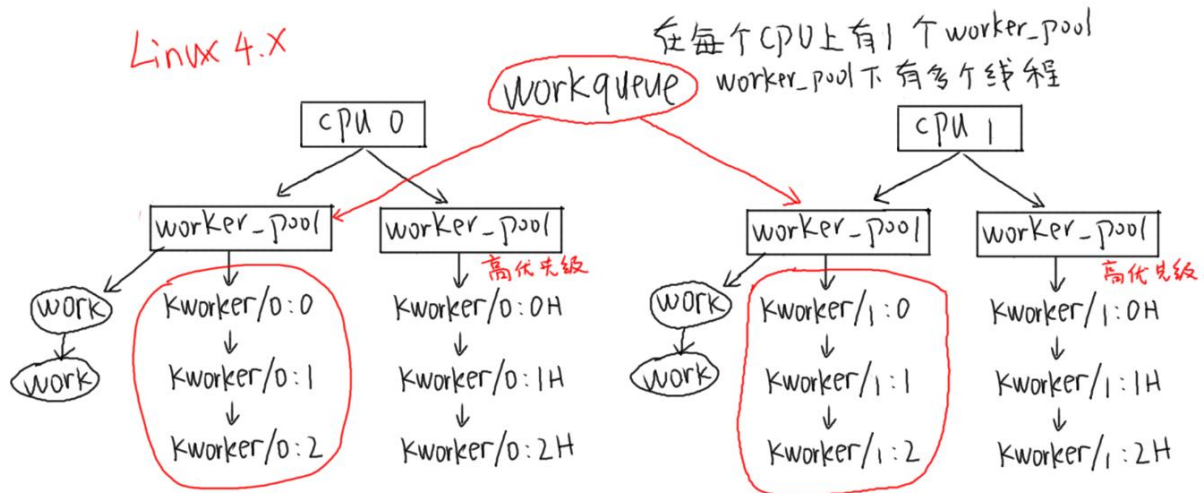 Linux 4.x
在每个CPU上有1个worker_pool
worker_pool下有多个线程
workqueue
CPU 0
CPU 1
worker_pool
worker_pool
worker_pool
worker_pool
高优先级
高优先级
work
Kworker/0:0
Kworker/0:0H
work
Kworker/1:0
Kworker/1:0H
work
Kworker/0:1
Kworker/0:1H
work
Kworker/1:1
Kworker/1:1H
Kworker/0:2
Kworker/0:2H
Kworker/1:2
Kworker/1:2H